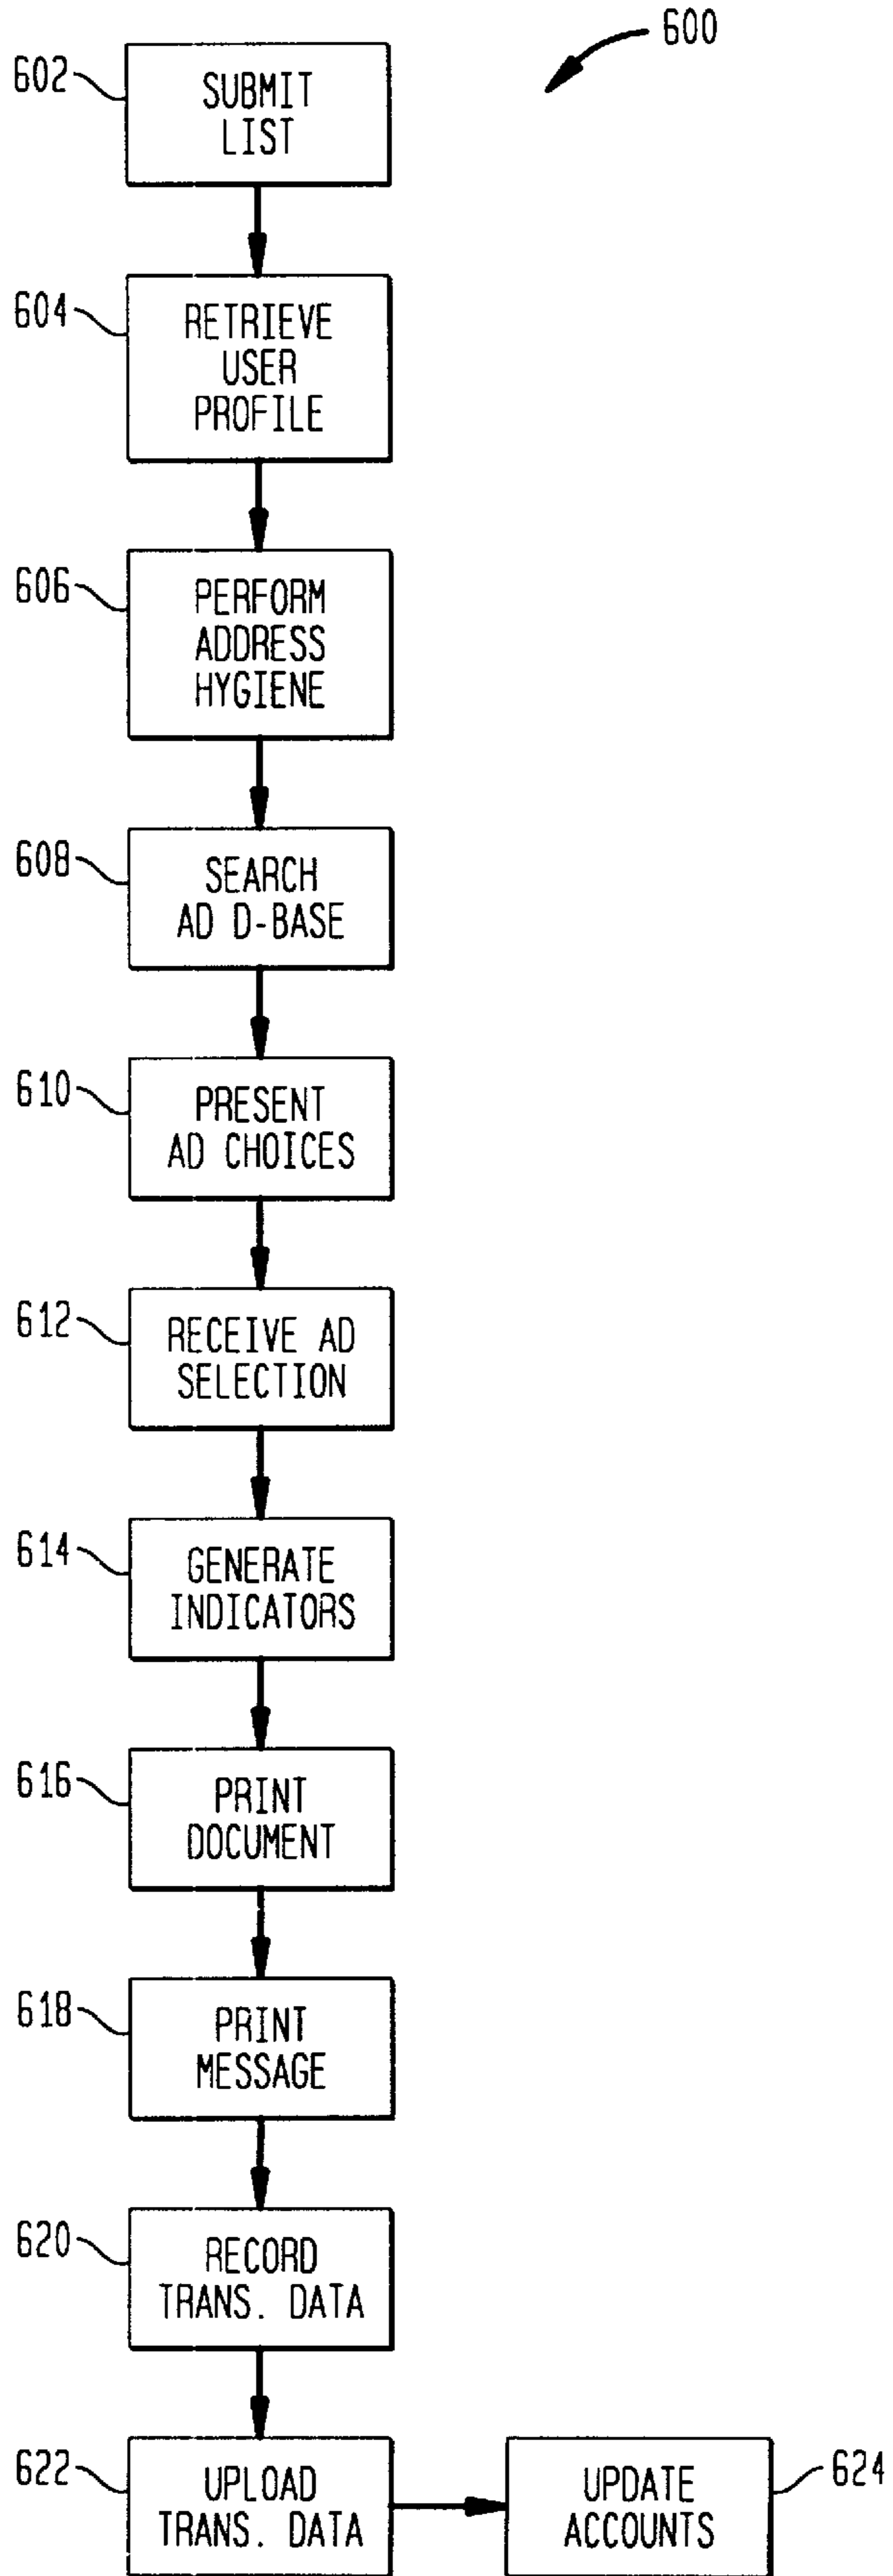 600
602
SUBMIT
LIST
604
RETRIEVE
USER
PROFILE
606
PERFORM
ADDRESS
HYGIENE
608
SEARCH
AD D-BASE
610
PRESENT
AD CHOICES
612
RECEIVE AD
SELECTION
614
GENERATE
INDICATORS
616
PRINT
DOCUMENT
618
PRINT
MESSAGE
620
RECORD
TRANS. DATA
622
UPLOAD
TRANS. DATA
UPDATE
ACCOUNTS
624